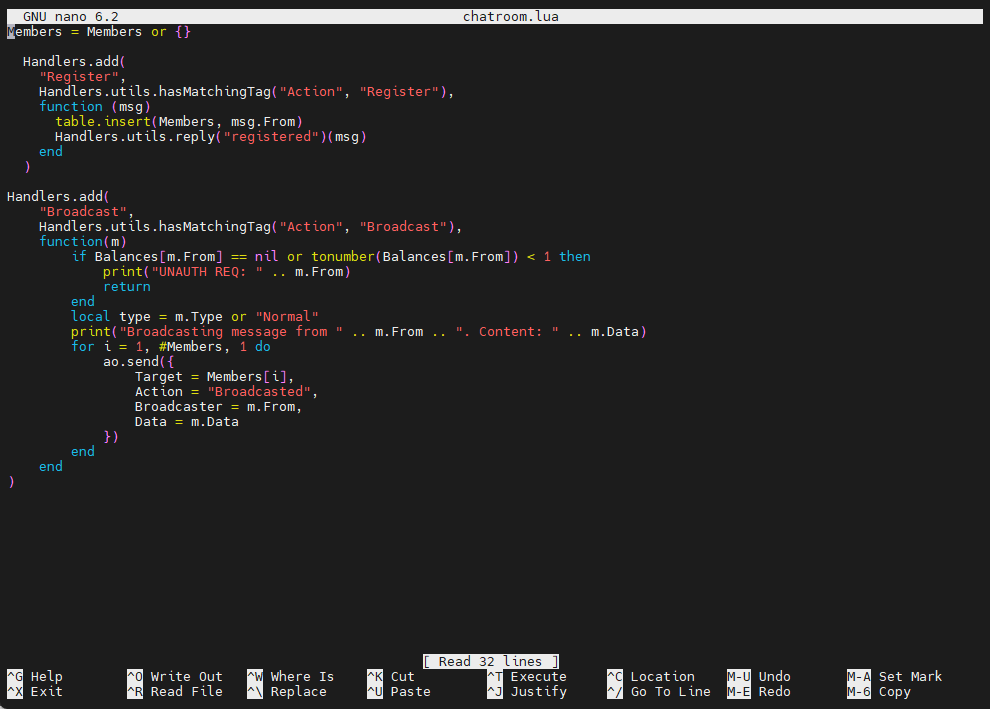 GNU nano 6.2 chatroom.lua
Members = Members or {}

  Handlers.add(
    "Register",
    Handlers.utils.hasMatchingTag("Action", "Register"),
    function (msg)
      table.insert(Members, msg.From)
      Handlers.utils.reply("registered")(msg)
    end
  )

Handlers.add(
    "Broadcast",
    Handlers.utils.hasMatchingTag("Action", "Broadcast"),
    function(m)
        if Balances[m.From] == nil or tonumber(Balances[m.From]) < 1 then
            print("UNAUTH REQ: " .. m.From)
            return
        end
        local type = m.Type or "Normal"
        print("Broadcasting message from " .. m.From .. ". Content: " .. m.Data)
        for i = 1, #Members, 1 do
            ao.send({
                Target = Members[i],
                Action = "Broadcasted",
                Broadcaster = m.From,
                Data = m.Data
            })
        end
    end
)
[ Read 32 lines ]
^G Help ^O Write Out ^W Where Is ^K Cut ^T Execute ^C Location M-U Undo M-A Set Mark
^X Exit ^R Read File ^\ Replace ^U Paste ^J Justify ^/ Go To Line M-E Redo M-6 Copy